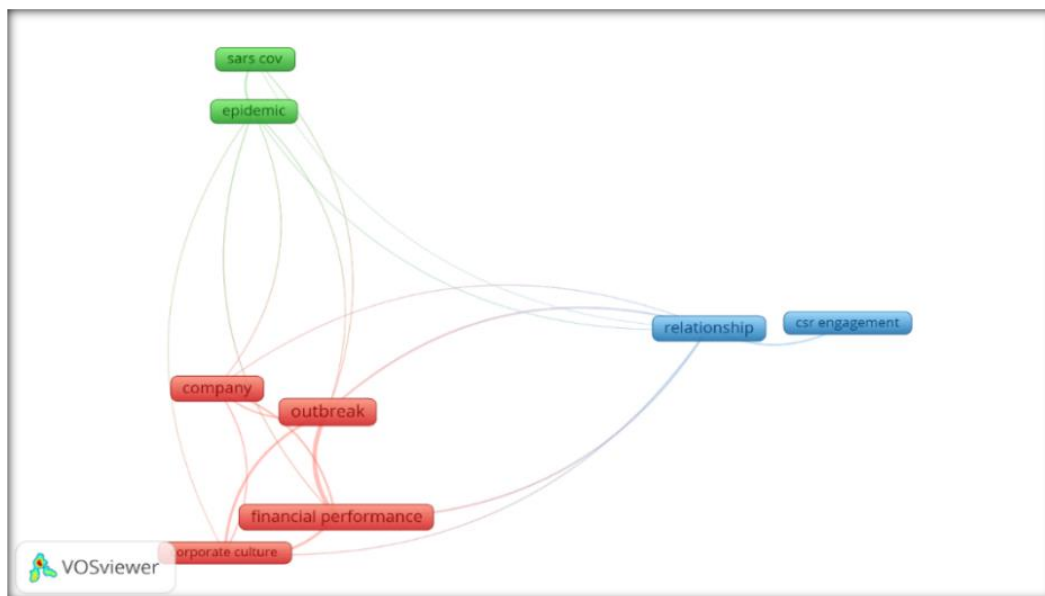 sars cov
epidemic
relationship
csr engagement
company
outbreak
financial performance
orporate culture
VOSviewer